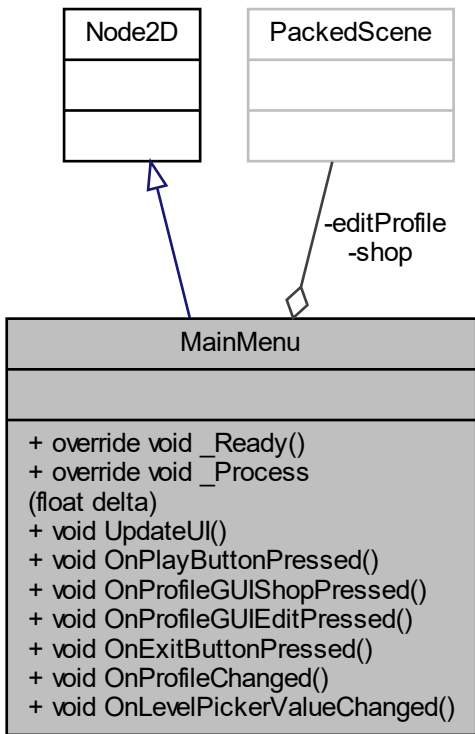 Node2D
PackedScene
-editProfile
-shop
MainMenu
+ override void _Ready()
+ override void _Process
(float delta)
+ void UpdateUI()
+ void OnPlayButtonPressed()
+ void OnProfileGUIShopPressed()
+ void OnProfileGUIEditPressed()
+ void OnExitButtonPressed()
+ void OnProfileChanged()
+ void OnLevelPickerValueChanged()